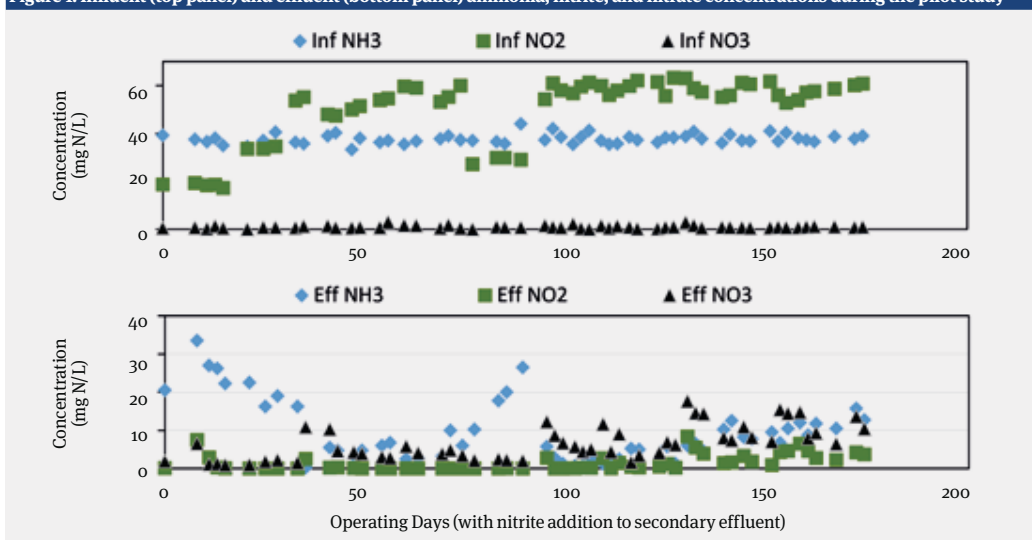 Figure 1. Influent (top panel) and effluent (bottom panel) ammonia, nitrite, and nitrate concentrations during the pilot study
Inf NH3 Inf NO2 Inf NO3
Concentration
(mg N/L)
60
40
20
0
0 50 100 150 200
Eff NH3 Eff NO2 Eff NO3
Concentration
(mg N/L)
40
30
20
10
0
0 50 100 150 200
Operating Days (with nitrite addition to secondary effluent)